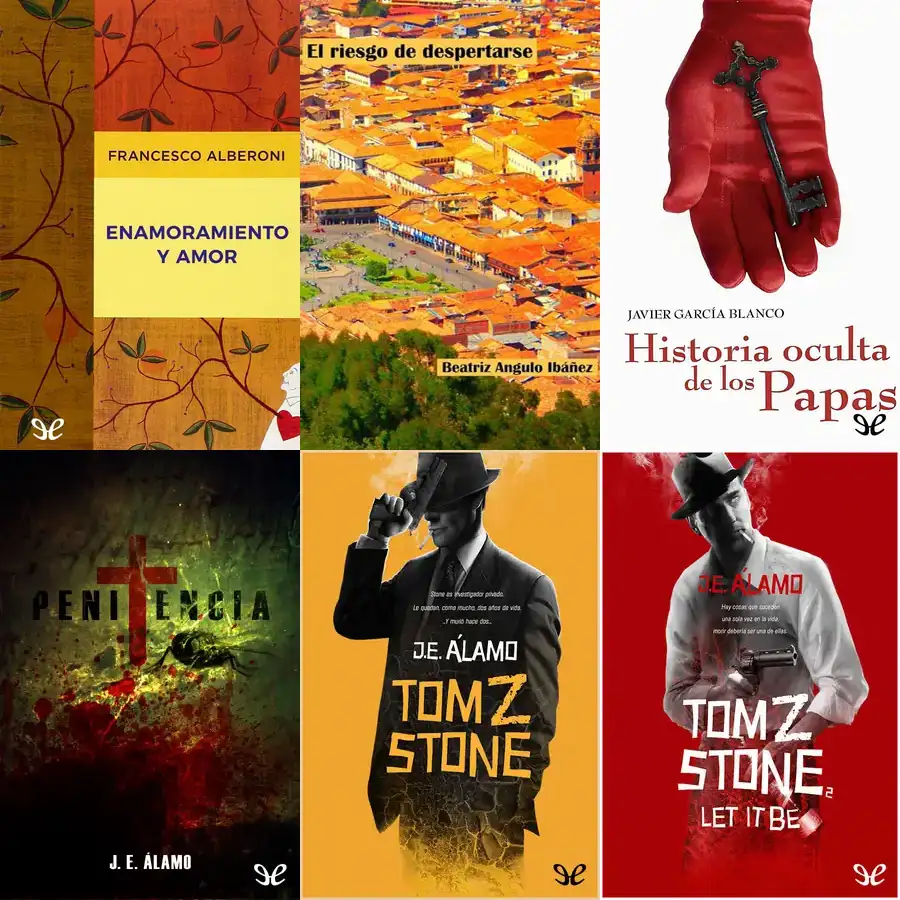 FRANCESCO ALBERONI
ENAMORAMIENTO
Y AMOR
El riesgo de despertarse
Beatriz Angulo Ibáñez
JAVIER GARCÍA BLANCO
Historia oculta
de los Papas
PENITENCIA
J. E. ÁLAMO
Stone es investigador privado.
Le quedan, como mucho, dos años de vida.
..Y murió hace dos...
J.E. ÁLAMO
TOM Z
STONE
J.E. ÁLAMO
Hay cosas que suceden
una sola vez en la vida,
morir debería ser una de ellas.
TOM Z
STONE 2
LET IT BE